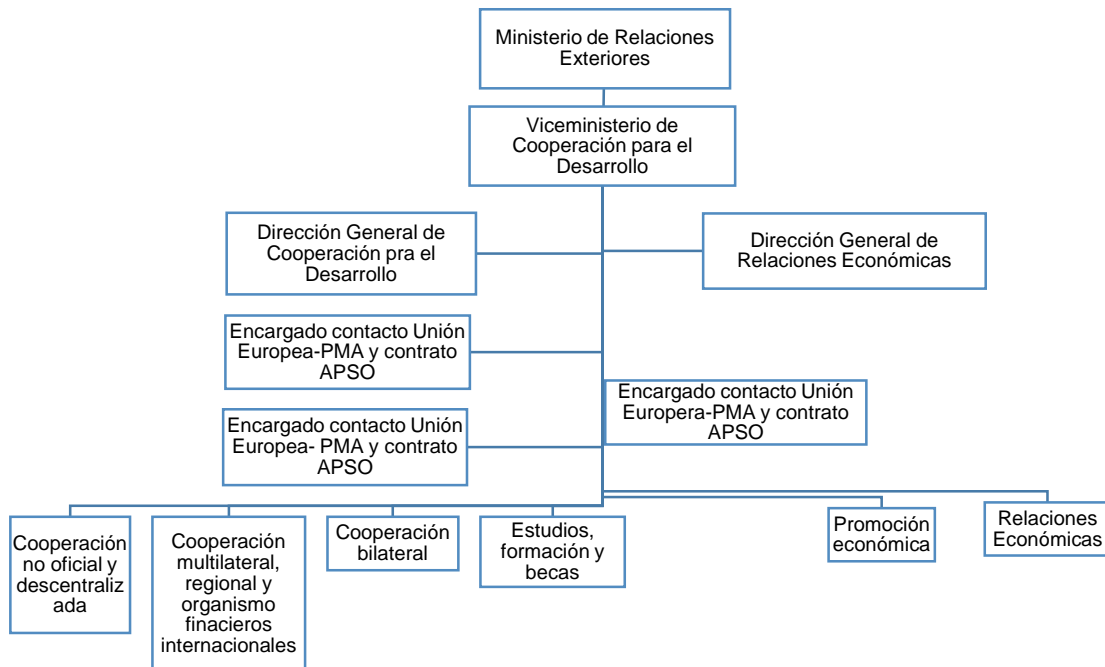 Ministerio de Relaciones
Exteriores
Viceministerio de
Cooperación para el
Desarrollo
Dirección General de
Cooperación pra el
Desarrollo
Dirección General de
Relaciones Económicas
Encargado contacto Unión
Europea-PMA y contrato
APSO
Encargado contacto Unión
Europera-PMA y contrato
APSO
Encargado contacto Unión
Europea- PMA y contrato
APSO
Cooperación
no oficial y
descentraliz
ada
Cooperación
multilateral,
regional y
organismo
finacieros
internacionales
Cooperación
bilateral
Estudios,
formación y
becas
Promoción
económica
Relaciones
Económicas